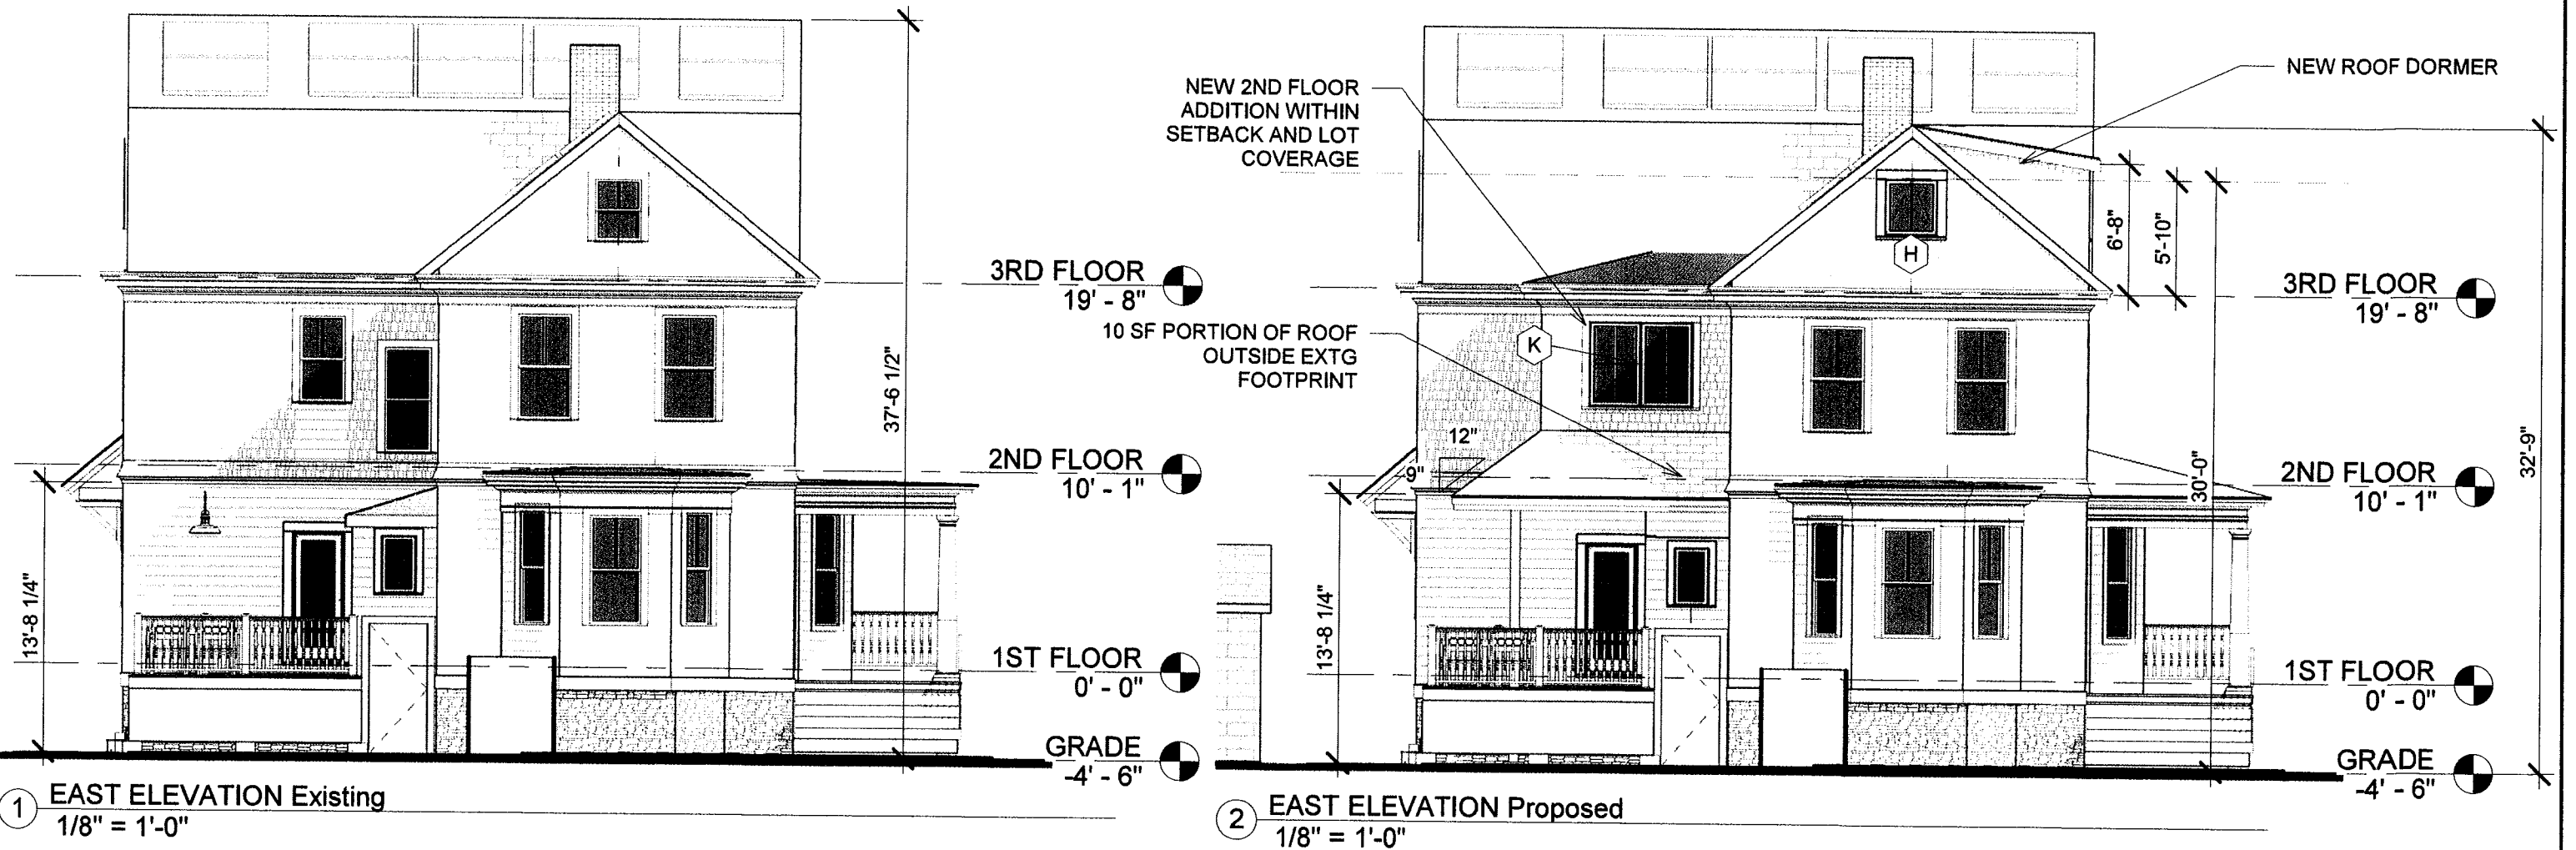 37'-6 1/2"
3RD FLOOR
19' - 8"
2ND FLOOR
10' - 1"
13'-8 1/4"
1ST FLOOR
0' - 0"
GRADE
-4' - 6"
1
EAST ELEVATION Existing
1/8" = 1'-0"
NEW 2ND FLOOR
ADDITION WITHIN
SETBACK AND LOT
COVERAGE
NEW ROOF DORMER
10 SF PORTION OF ROOF
OUTSIDE EXTG
FOOTPRINT
K
H
12"
9"
6'-8"
5'-10"
30'-0"
32'-9"
3RD FLOOR
19' - 8"
2ND FLOOR
10' - 1"
13'-8 1/4"
1ST FLOOR
0' - 0"
GRADE
-4' - 6"
2
EAST ELEVATION Proposed
1/8" = 1'-0"